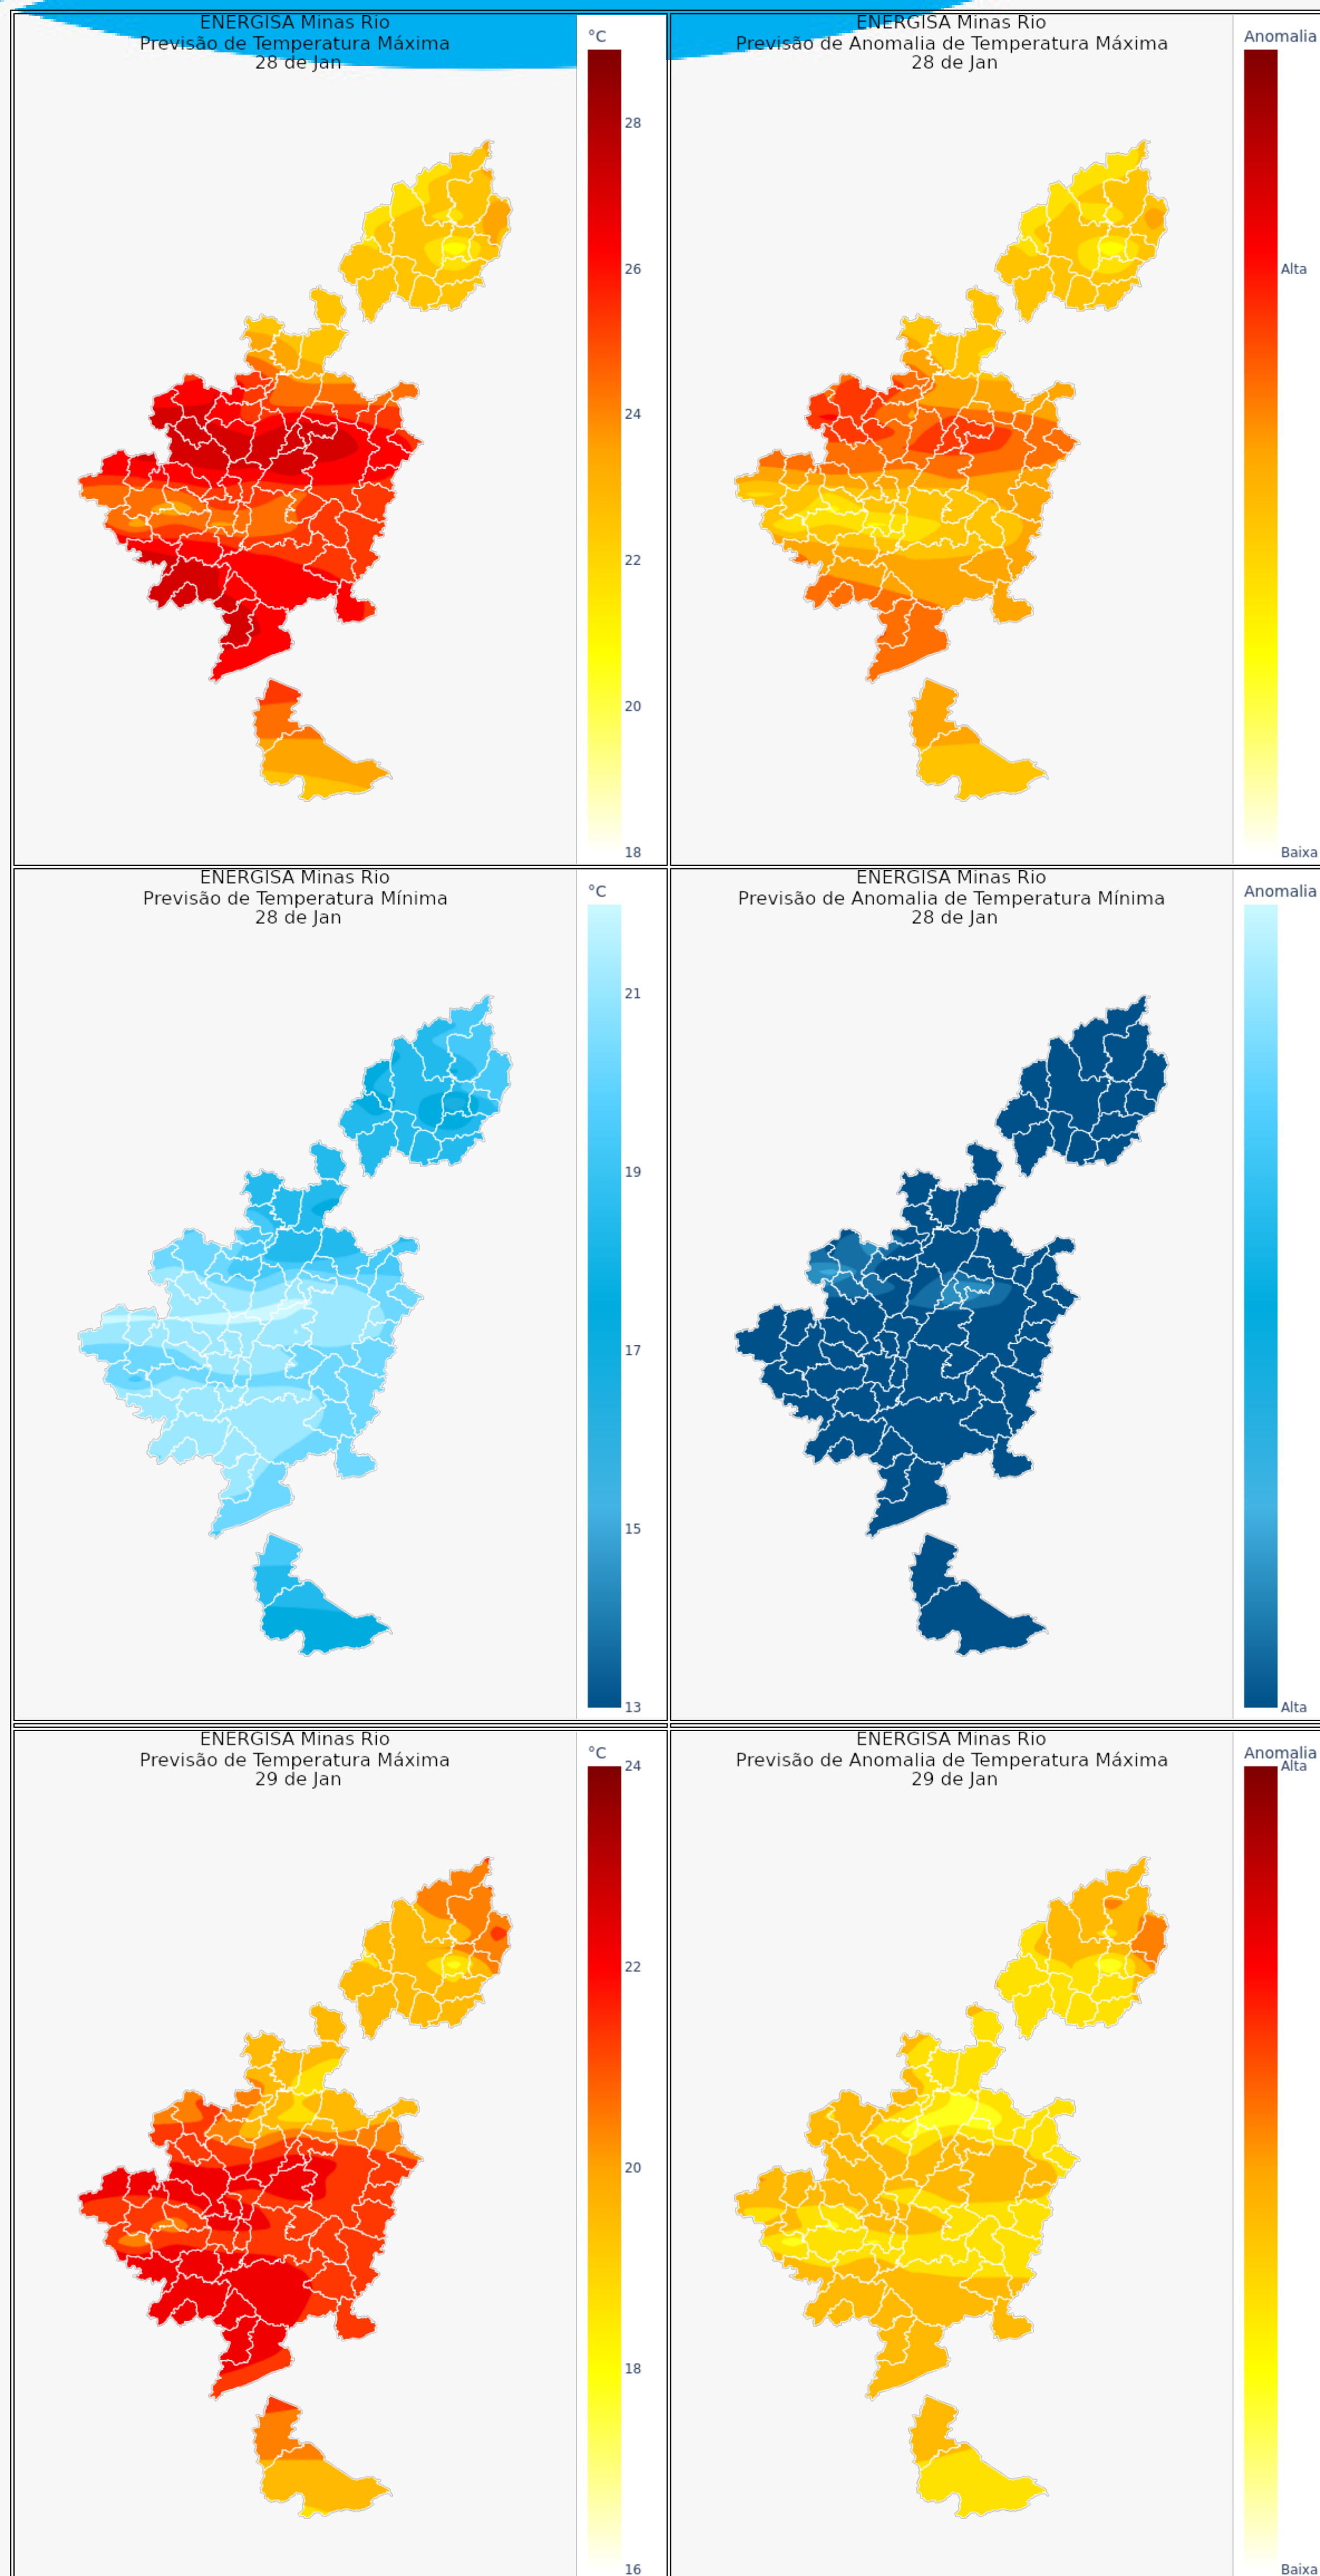 ENERGISA Minas Rio
Previsão de Temperatura Máxima
28 de Jan
°C
28
26
24
22
20
18
ENERGISA Minas Rio
Previsão de Anomalia de Temperatura Máxima
28 de Jan
Anomalia
Alta
Baixa
ENERGISA Minas Rio
Previsão de Temperatura Mínima
28 de Jan
°C
21
19
17
15
13
ENERGISA Minas Rio
Previsão de Anomalia de Temperatura Mínima
28 de Jan
Anomalia
Alta
ENERGISA Minas Rio
Previsão de Temperatura Máxima
29 de Jan
°C
24
22
20
18
16
ENERGISA Minas Rio
Previsão de Anomalia de Temperatura Máxima
29 de Jan
Anomalia
Alta
Baixa